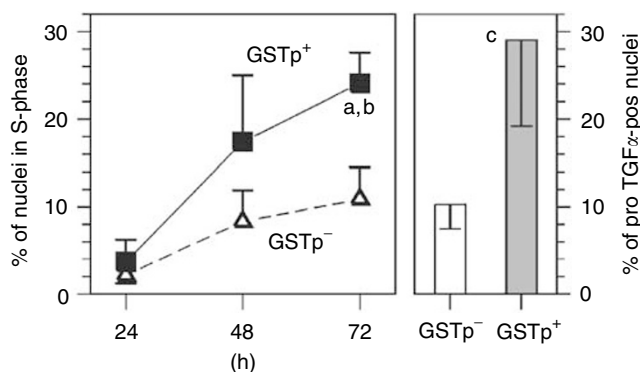 % of nuclei in S-phase
30
20
10
0
GSTp⁺
a,b
GSTp⁻
24
48
72
(h)
c
GSTp⁻
GSTp⁺
30
20
10
0
% of pro TGFα-pos nuclei